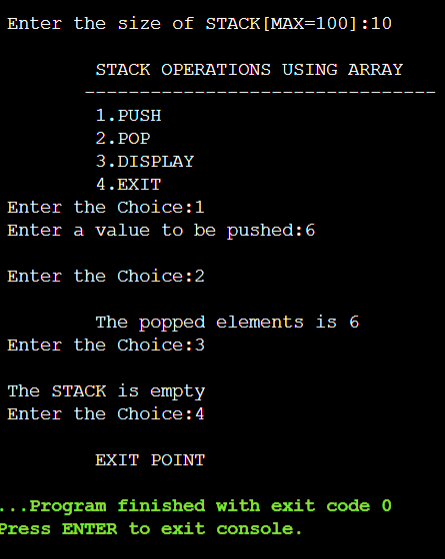 Enter the size of STACK[MAX=100]:10
STACK OPERATIONS USING ARRAY
--------------------------------
1.PUSH
2.POP
3.DISPLAY
4.EXIT
Enter the Choice:1
Enter a value to be pushed:6
Enter the Choice:2
The popped elements is 6
Enter the Choice:3
The STACK is empty
Enter the Choice:4
EXIT POINT
...Program finished with exit code 0
Press ENTER to exit console.